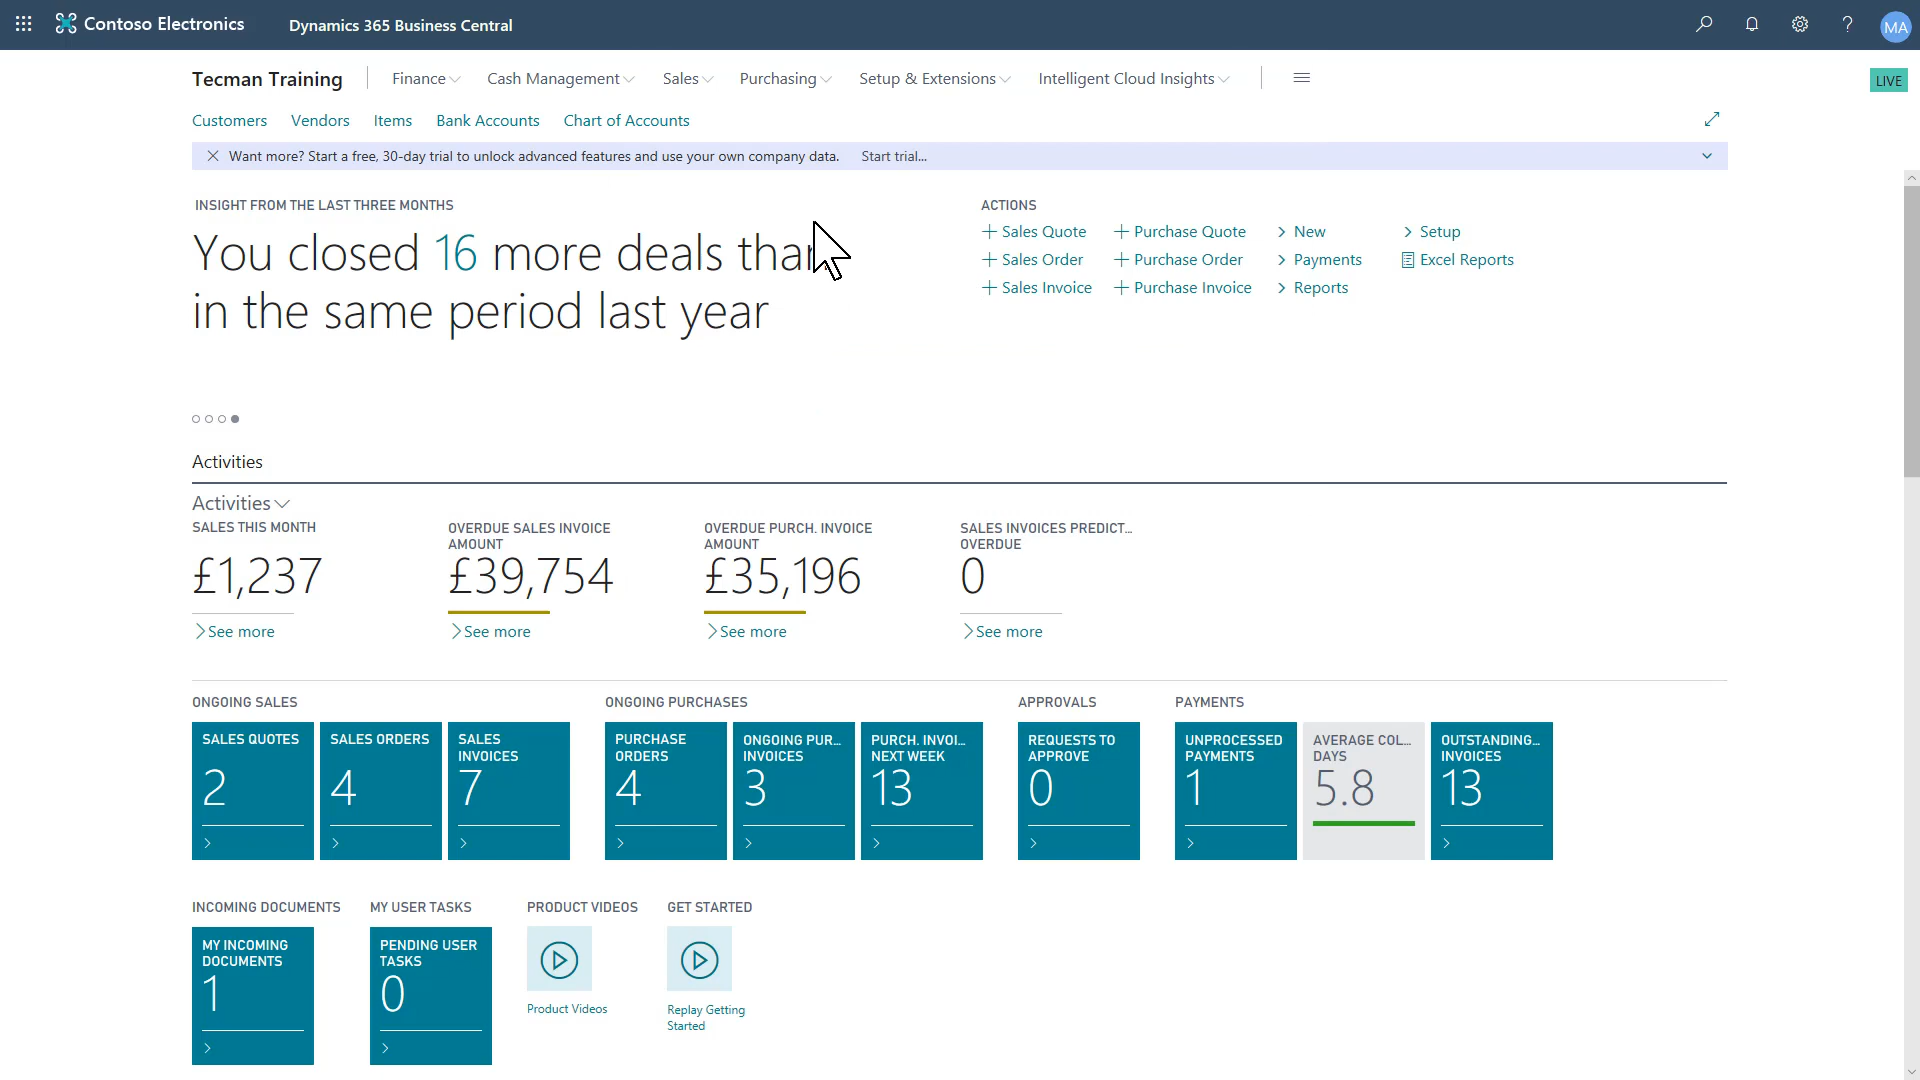 Contoso Electronics
Dynamics 365 Business Central
MA
Tecman Training
Finance
Cash Management
Sales
Purchasing
Setup & Extensions
Intelligent Cloud Insights
LIVE
Customers
Vendors
Items
Bank Accounts
Chart of Accounts
Want more? Start a free, 30-day trial to unlock advanced features and use your own company data.
Start trial...
INSIGHT FROM THE LAST THREE MONTHS
You closed 16 more deals than
in the same period last year
ACTIONS
Sales Quote
Purchase Quote
New
Setup
Sales Order
Purchase Order
Payments
Excel Reports
Sales Invoice
Purchase Invoice
Reports
Activities
Activities
SALES THIS MONTH
£1,237
See more
OVERDUE SALES INVOICE
AMOUNT
£39,754
See more
OVERDUE PURCH. INVOICE
AMOUNT
£35,196
See more
SALES INVOICES PREDICT...
OVERDUE
0
See more
ONGOING SALES
SALES QUOTES
2
SALES ORDERS
4
SALES
INVOICES
7
ONGOING PURCHASES
PURCHASE
ORDERS
4
ONGOING PUR...
INVOICES
3
PURCH. INVOI...
NEXT WEEK
13
APPROVALS
REQUESTS TO
APPROVE
0
PAYMENTS
UNPROCESSED
PAYMENTS
1
AVERAGE COL...
DAYS
5.8
OUTSTANDING...
INVOICES
13
INCOMING DOCUMENTS
MY INCOMING
DOCUMENTS
1
MY USER TASKS
PENDING USER
TASKS
0
PRODUCT VIDEOS
Product Videos
GET STARTED
Replay Getting
Started